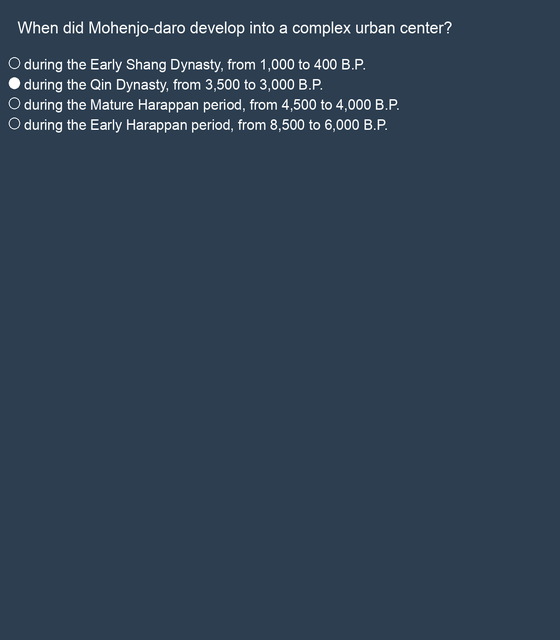 When did Mohenjo-daro develop into a complex urban center?
during the Early Shang Dynasty, from 1,000 to 400 B.P.
during the Qin Dynasty, from 3,500 to 3,000 B.P.
during the Mature Harappan period, from 4,500 to 4,000 B.P.
during the Early Harappan period, from 8,500 to 6,000 B.P.